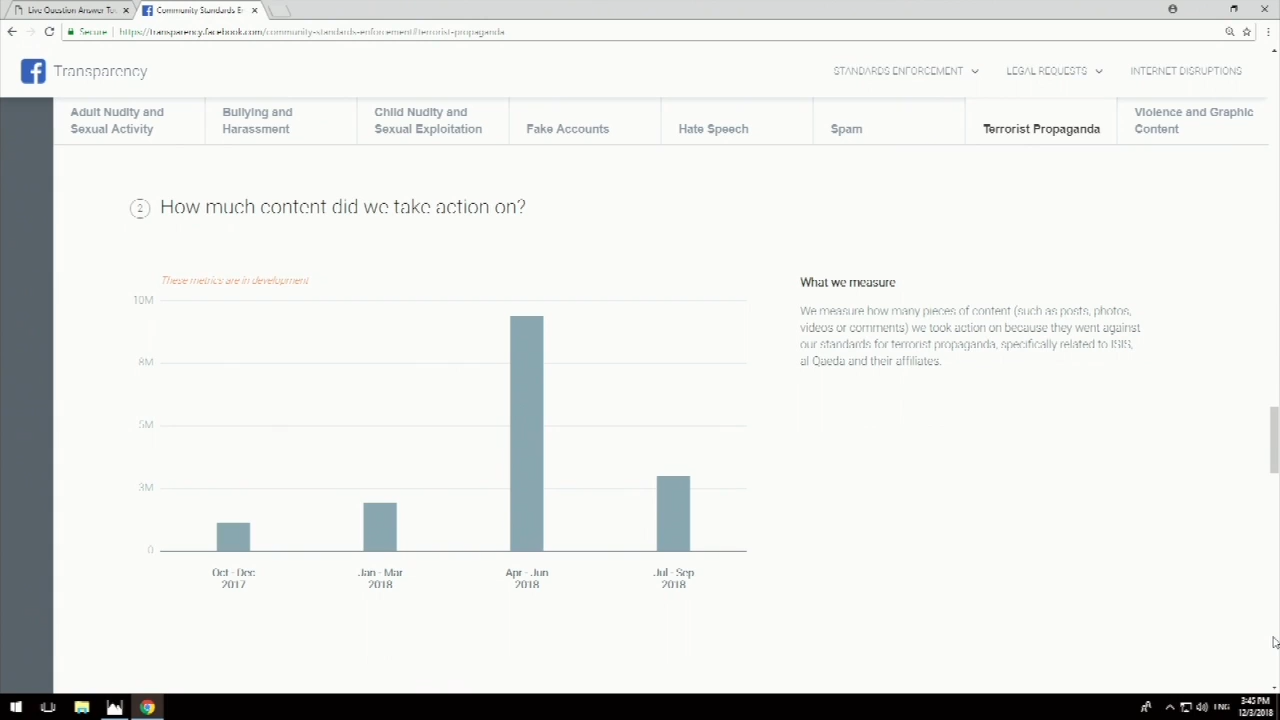 Live Question Answer To
Community Standards E
Secure
https://transparency.facebook.com/community-standards-enforcement#terrorist-propaganda
Transparency
STANDARDS ENFORCEMENT
LEGAL REQUESTS
INTERNET DISRUPTIONS
Adult Nudity and
Sexual Activity
Bullying and
Harassment
Child Nudity and
Sexual Exploitation
Fake Accounts
Hate Speech
Spam
Terrorist Propaganda
Violence and Graphic
Content
2 How much content did we take action on?
These metrics are in development
10M
8M
5M
3M
0
Oct - Dec
2017
Jan - Mar
2018
Apr - Jun
2018
Jul - Sep
2018
What we measure
We measure how many pieces of content (such as posts, photos,
videos or comments) we took action on because they went against
our standards for terrorist propaganda, specifically related to ISIS,
al Qaeda and their affiliates.
ENG
3:45 PM
12/3/2018